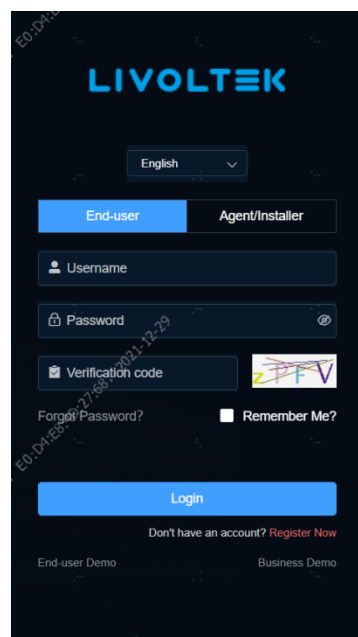 LIVOLTEK
English
End-user Agent/Installer
Username
Password
Verification code zPFV
Forgot Password? Remember Me?
Login
Don't have an account? Register Now
End-user Demo Business Demo